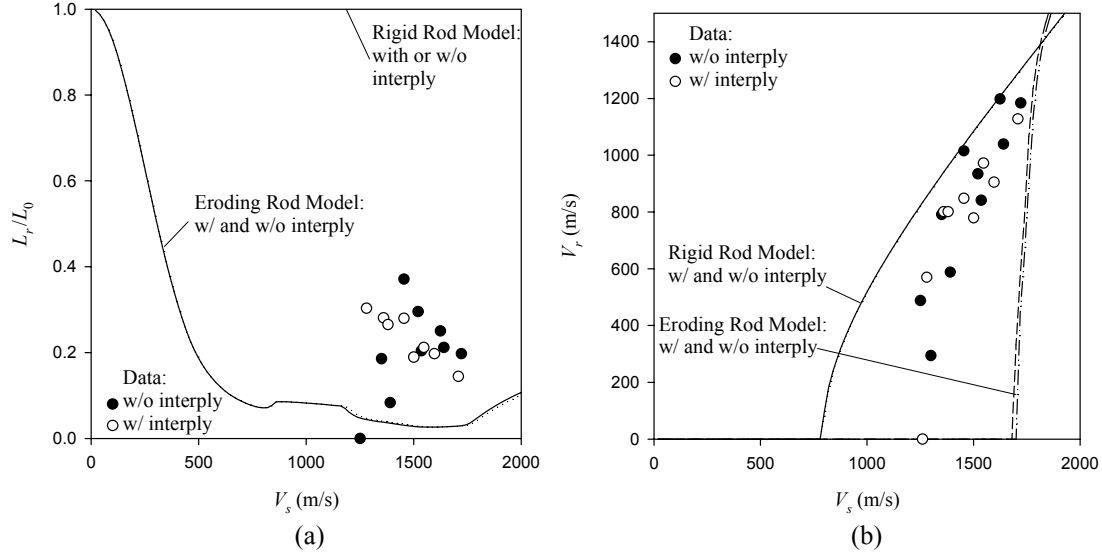 1.0
0.8
0.6
0.4
0.2
0.0
L_r/L_0
Rigid Rod Model:
with or w/o
interply
Eroding Rod Model:
w/ and w/o interply
Data:
w/o interply
w/ interply
0
500
1000
1500
2000
V_s (m/s)
(a)
1400
1200
1000
800
600
400
200
0
V_r (m/s)
Data:
w/o interply
w/ interply
Rigid Rod Model:
w/ and w/o interply
Eroding Rod Model:
w/ and w/o interply
0
500
1000
1500
2000
V_s (m/s)
(b)